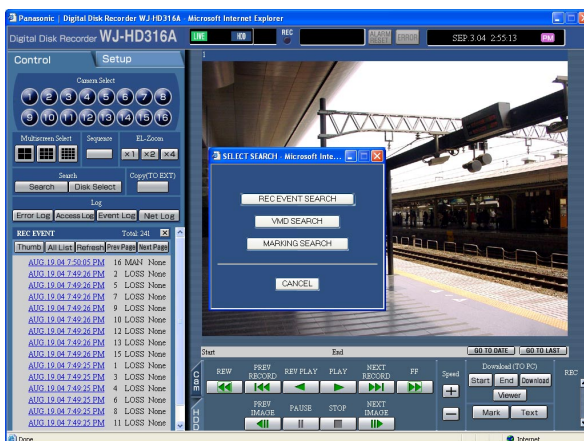 Panasonic | Digital Disk Recorder WJ-HD316A - Microsoft Internet Explorer
Digital Disk Recorder WJ-HD316A
LIVE HDD REC ALARM RESET ERROR SEP.3.04 2:55:13 PM
Control Setup
1
Camera Select
1 2 3 4 5 6 7 8
9 10 11 12 13 14 15 16
Multiscreen Select Sequence EL-Zoom
×1 ×2 ×4
Search Copy(TO EXT)
Search Disk Select
Log
Error Log Access Log Event Log Net Log
REC EVENT Total: 241
Thumb All List Refresh Prev Page Next Page
AUG.19.04 7:50:05 PM 16 MAN None
AUG.19.04 7:49:26 PM 2 LOSS None
AUG.19.04 7:49:26 PM 5 LOSS None
AUG.19.04 7:49:26 PM 7 LOSS None
AUG.19.04 7:49:26 PM 9 LOSS None
AUG.19.04 7:49:26 PM 10 LOSS None
AUG.19.04 7:49:26 PM 12 LOSS None
AUG.19.04 7:49:26 PM 13 LOSS None
AUG.19.04 7:49:26 PM 15 LOSS None
AUG.19.04 7:49:25 PM 1 LOSS None
AUG.19.04 7:49:25 PM 3 LOSS None
AUG.19.04 7:49:25 PM 4 LOSS None
AUG.19.04 7:49:25 PM 6 LOSS None
AUG.19.04 7:49:25 PM 8 LOSS None
AUG.19.04 7:49:25 PM 11 LOSS None
SELECT SEARCH - Microsoft Inte...
REC EVENT SEARCH
VMD SEARCH
MARKING SEARCH
CANCEL
Start End GO TO DATE GO TO LAST
Cam
REW PREV RECORD REV PLAY PLAY NEXT RECORD FF Speed
HDD
PREV IMAGE PAUSE STOP NEXT IMAGE
Download (TO PC) REC
Start End Download
Viewer
Mark Text
Done Internet